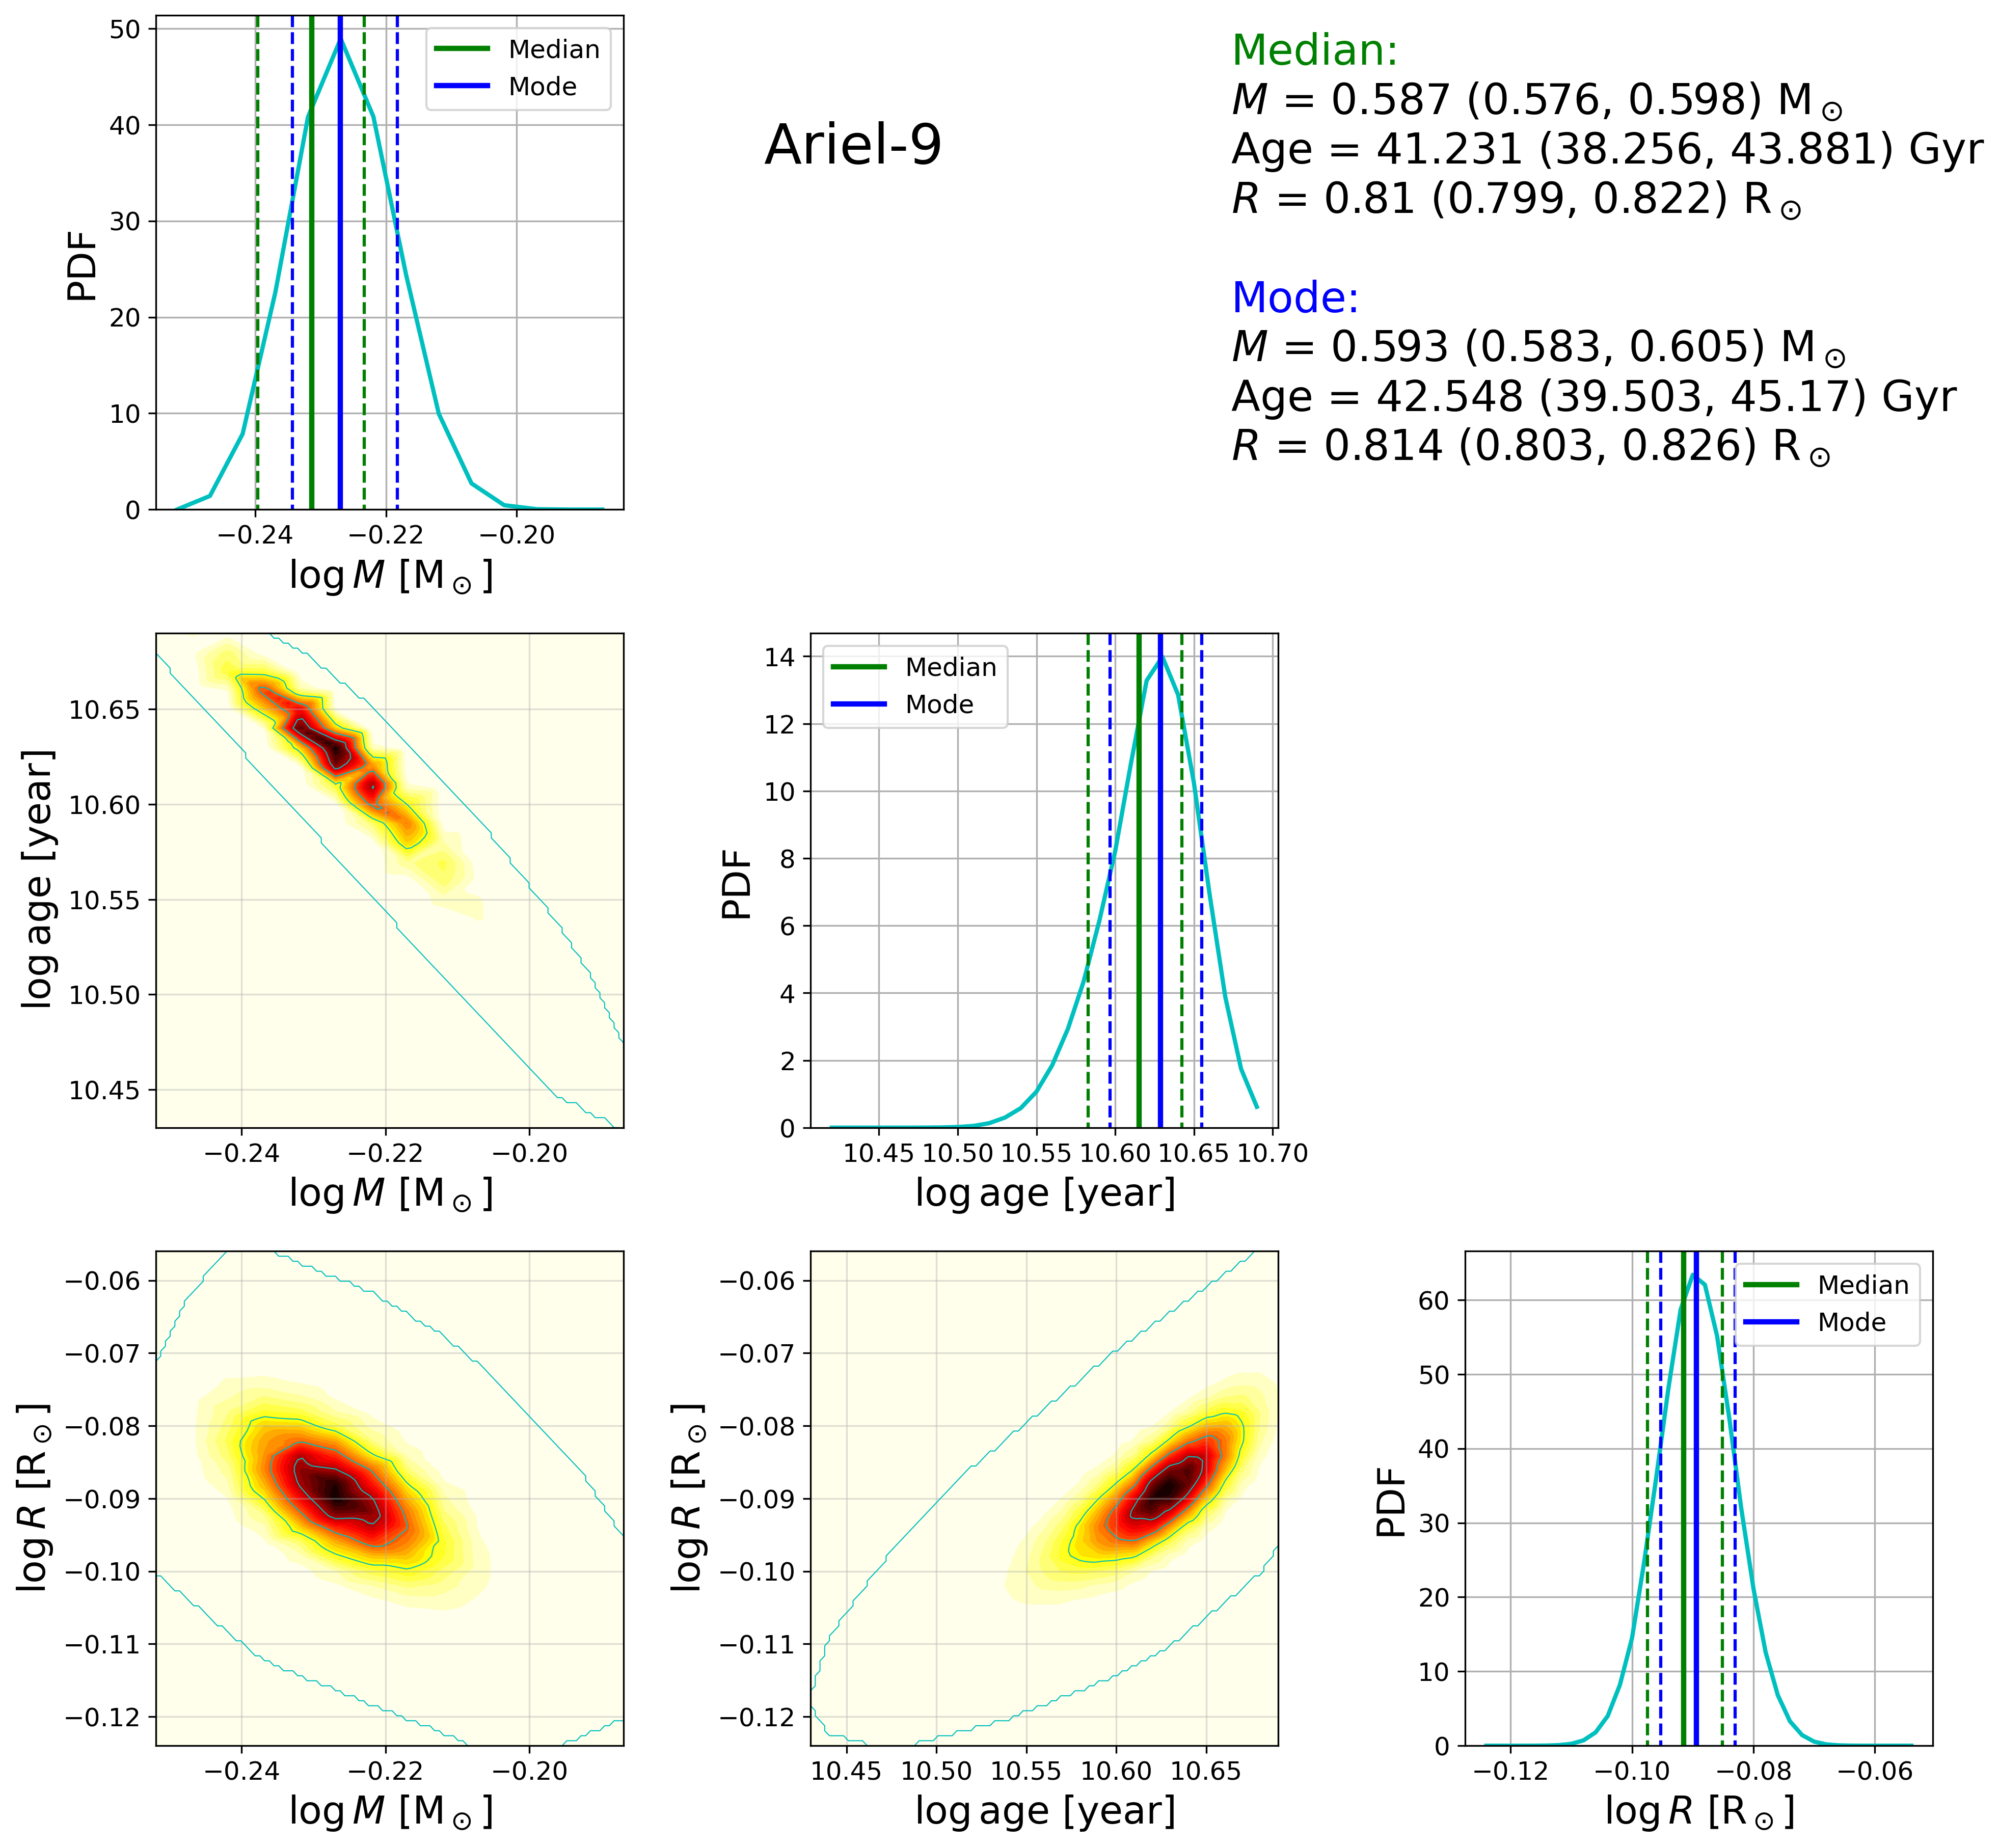 50
40
30
20
10
0
PDF
Median
Mode
−0.24 −0.22 −0.20
log M [M⊙]
Ariel-9
Median:
M = 0.587 (0.576, 0.598) M⊙
Age = 41.231 (38.256, 43.881) Gyr
R = 0.81 (0.799, 0.822) R⊙
Mode:
M = 0.593 (0.583, 0.605) M⊙
Age = 42.548 (39.503, 45.17) Gyr
R = 0.814 (0.803, 0.826) R⊙
10.65
10.60
10.55
10.50
10.45
log age [year]
−0.24 −0.22 −0.20
log M [M⊙]
14
12
10
8
6
4
2
0
PDF
Median
Mode
10.45 10.50 10.55 10.60 10.65 10.70
log age [year]
−0.06
−0.07
−0.08
−0.09
−0.10
−0.11
−0.12
log R [R⊙]
−0.24 −0.22 −0.20
log M [M⊙]
−0.06
−0.07
−0.08
−0.09
−0.10
−0.11
−0.12
log R [R⊙]
10.45 10.50 10.55 10.60 10.65
log age [year]
60
50
40
30
20
10
0
PDF
Median
Mode
−0.12 −0.10 −0.08 −0.06
log R [R⊙]